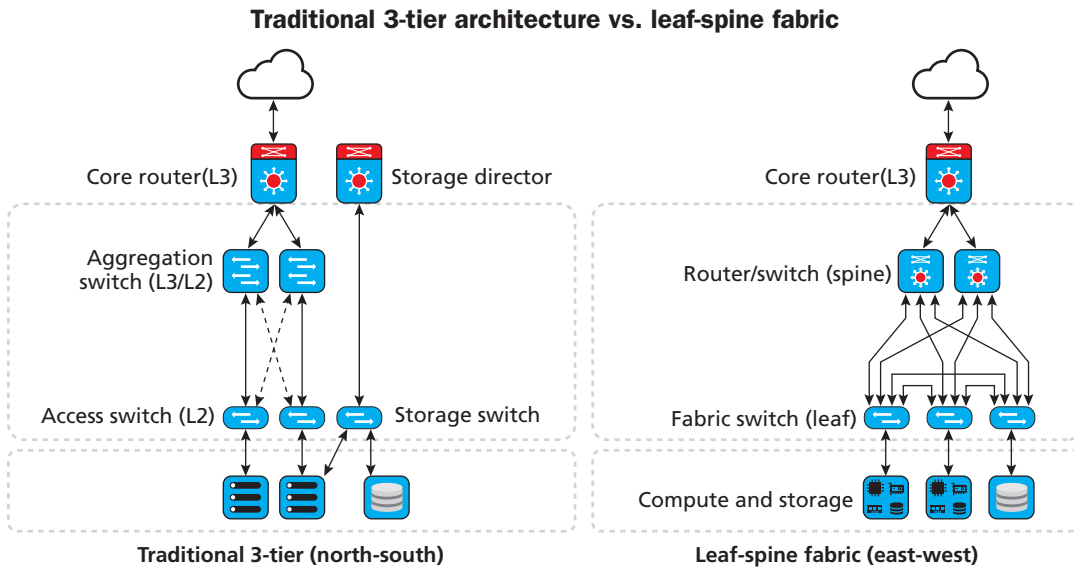 Traditional 3-tier architecture vs. leaf-spine fabric
Core router(L3)
Storage director
Aggregation
switch (L3/L2)
Access switch (L2)
Storage switch
Traditional 3-tier (north-south)
Core router(L3)
Router/switch (spine)
Fabric switch (leaf)
Compute and storage
Leaf-spine fabric (east-west)